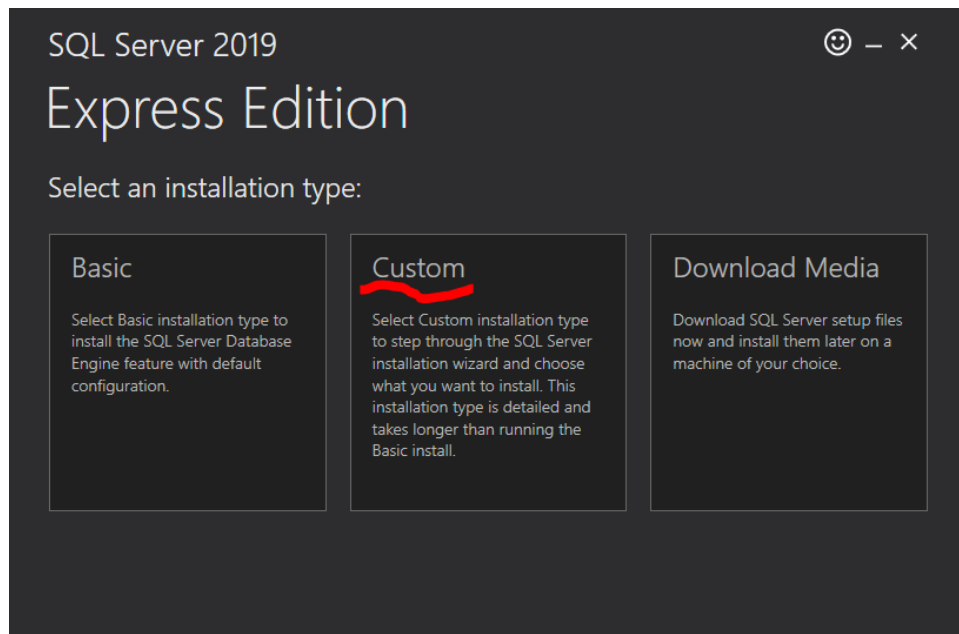 SQL Server 2019
Express Edition
Select an installation type:
Basic
Select Basic installation type to
install the SQL Server Database
Engine feature with default
configuration.
Custom
Select Custom installation type
to step through the SQL Server
installation wizard and choose
what you want to install. This
installation type is detailed and
takes longer than running the
Basic install.
Download Media
Download SQL Server setup files
now and install them later on a
machine of your choice.